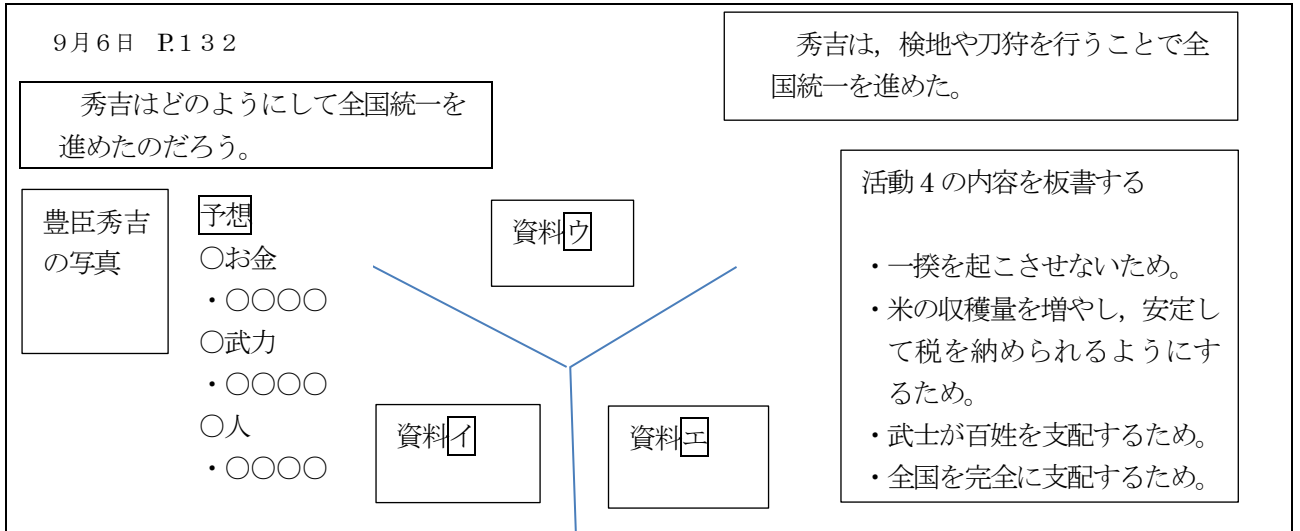 ９月６日 P.１３２
秀吉はどのようにして全国統一を
進めたのだろう。
豊臣秀吉
の写真
予想
○お金
・○○○○
○武力
・○○○○
○人
・○○○○
資料ウ
資料イ
資料エ
秀吉は，検地や刀狩を行うことで全
国統一を進めた。
活動４の内容を板書する
・一揆を起こさせないため。
・米の収穫量を増やし，安定し
て税を納められるようにす
るため。
・武士が百姓を支配するため。
・全国を完全に支配するため。